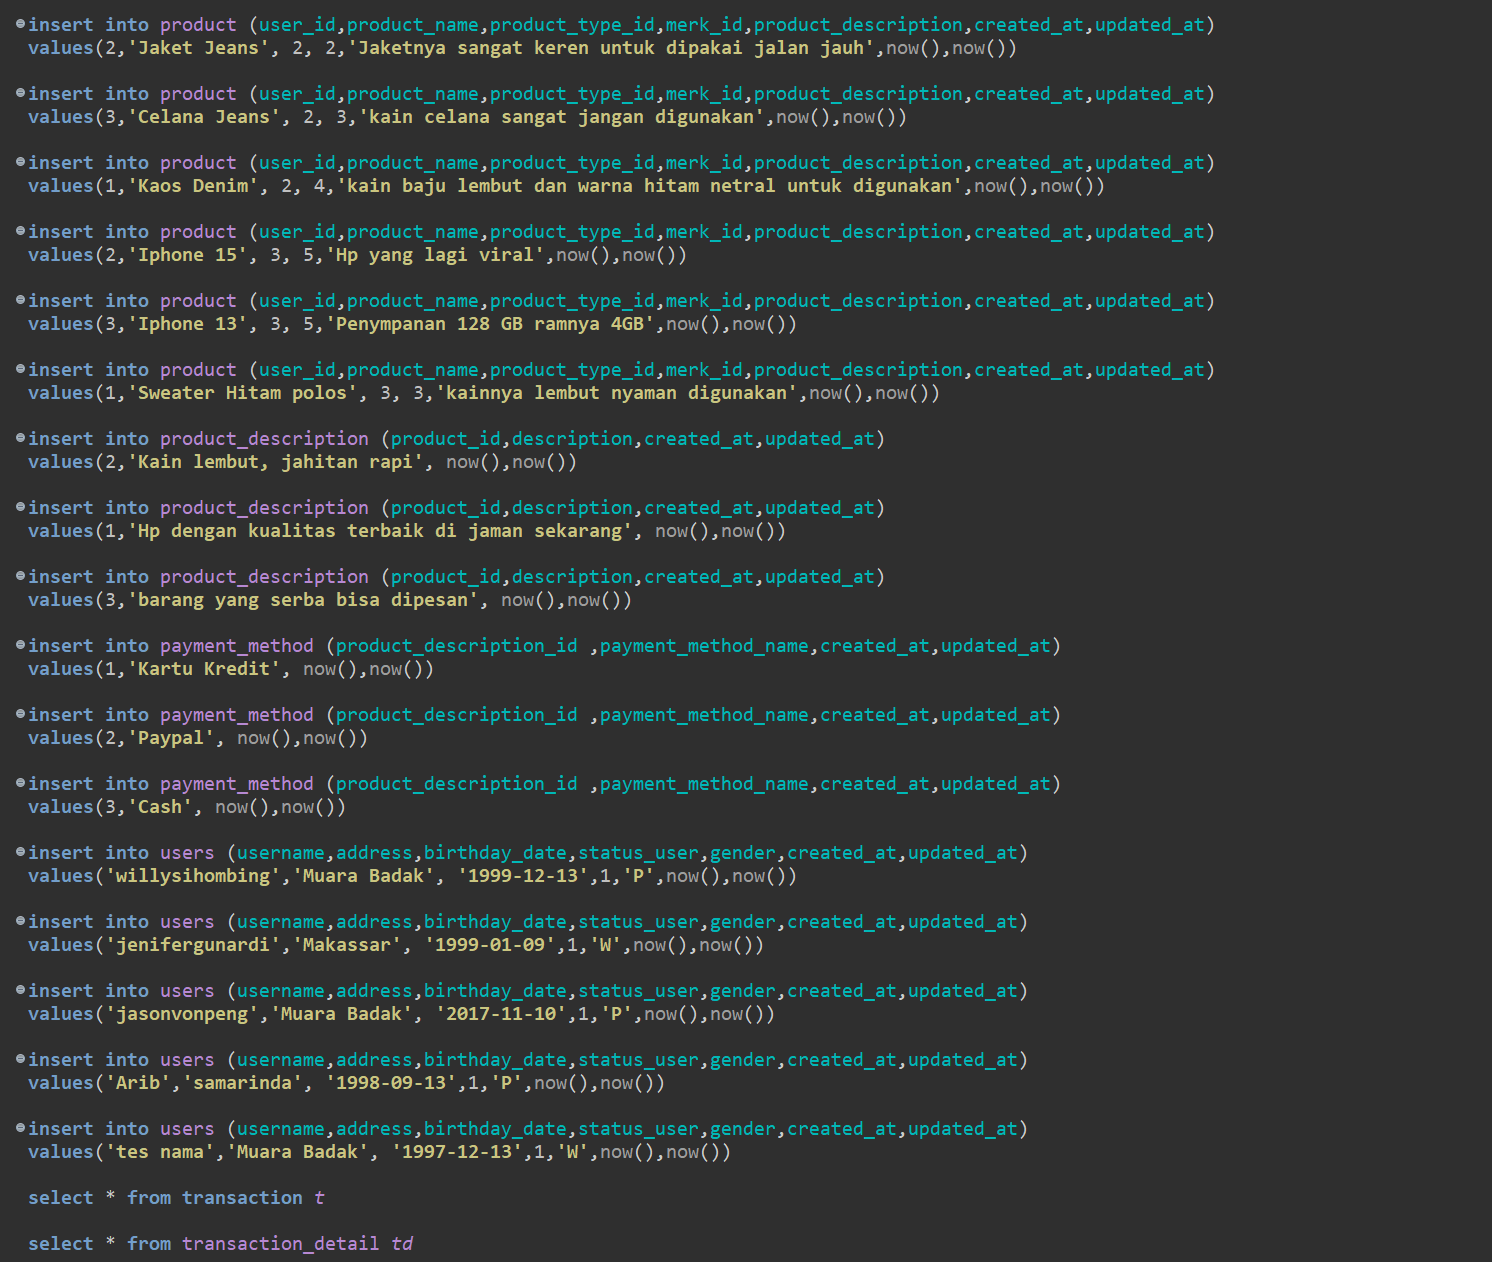 insert into product (user_id,product_name,product_type_id,merk_id,product_description,created_at,updated_at)
values(2,'Jaket Jeans', 2, 2,'Jaketnya sangat keren untuk dipakai jalan jauh',now(),now())
insert into product (user_id,product_name,product_type_id,merk_id,product_description,created_at,updated_at)
values(3,'Celana Jeans', 2, 3,'kain celana sangat jangan digunakan',now(),now())
insert into product (user_id,product_name,product_type_id,merk_id,product_description,created_at,updated_at)
values(1,'Kaos Denim', 2, 4,'kain baju lembut dan warna hitam netral untuk digunakan',now(),now())
insert into product (user_id,product_name,product_type_id,merk_id,product_description,created_at,updated_at)
values(2,'Iphone 15', 3, 5,'Hp yang lagi viral',now(),now())
insert into product (user_id,product_name,product_type_id,merk_id,product_description,created_at,updated_at)
values(3,'Iphone 13', 3, 5,'Penympanan 128 GB ramnya 4GB',now(),now())
insert into product (user_id,product_name,product_type_id,merk_id,product_description,created_at,updated_at)
values(1,'Sweater Hitam polos', 3, 3,'kainnya lembut nyaman digunakan',now(),now())
insert into product_description (product_id,description,created_at,updated_at)
values(2,'Kain lembut, jahitan rapi', now(),now())
insert into product_description (product_id,description,created_at,updated_at)
values(1,'Hp dengan kualitas terbaik di jaman sekarang', now(),now())
insert into product_description (product_id,description,created_at,updated_at)
values(3,'barang yang serba bisa dipesan', now(),now())
insert into payment_method (product_description_id ,payment_method_name,created_at,updated_at)
values(1,'Kartu Kredit', now(),now())
insert into payment_method (product_description_id ,payment_method_name,created_at,updated_at)
values(2,'Paypal', now(),now())
insert into payment_method (product_description_id ,payment_method_name,created_at,updated_at)
values(3,'Cash', now(),now())
insert into users (username,address,birthday_date,status_user,gender,created_at,updated_at)
values('willysihombing','Muara Badak', '1999-12-13',1,'P',now(),now())
insert into users (username,address,birthday_date,status_user,gender,created_at,updated_at)
values('jenifergunardi','Makassar', '1999-01-09',1,'W',now(),now())
insert into users (username,address,birthday_date,status_user,gender,created_at,updated_at)
values('jasonvonpeng','Muara Badak', '2017-11-10',1,'P',now(),now())
insert into users (username,address,birthday_date,status_user,gender,created_at,updated_at)
values('Arib','samarinda', '1998-09-13',1,'P',now(),now())
insert into users (username,address,birthday_date,status_user,gender,created_at,updated_at)
values('tes nama','Muara Badak', '1997-12-13',1,'W',now(),now())
select * from transaction t
select * from transaction_detail td